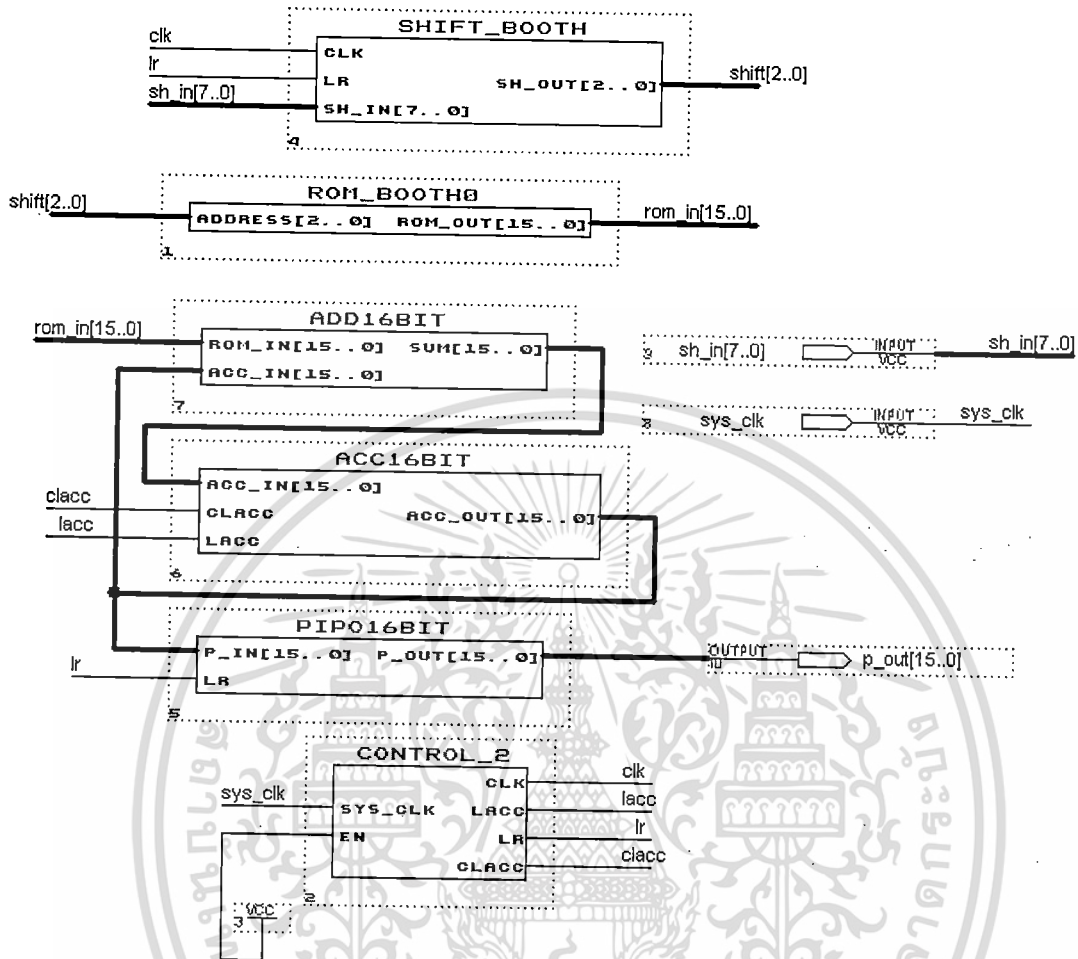 SHIFT_BOOTH
clk
lr
sh_in[7..0]
CLK
LR
SH_IN[7..0]
SH_OUT[2..0]
shift[2..0]
4
ROM_BOOTH0
shift[2..0]
ADDRESS[2..0] ROM_OUT[15..0]
rom_in[15..0]
1
ADD16BIT
rom_in[15..0]
ROM_IN[15..0] SUM[15..0]
ACC_IN[15..0]
7
sh_in[7..0]
INPUT
VCC
sh_in[7..0]
9
sys_clk
INPUT
VCC
sys_clk
8
ACC16BIT
ACC_IN[15..0]
clacc
CLACC
ACC_OUT[15..0]
lacc
LACC
6
PIPO16BIT
P_IN[15..0] P_OUT[15..0]
lr
LR
5
OUTPUT
10
p_out[15..0]
CONTROL_2
sys_clk
SYS_CLK
EN
CLK
clk
LACC
lacc
LR
lr
CLACC
clacc
2
3
VCC